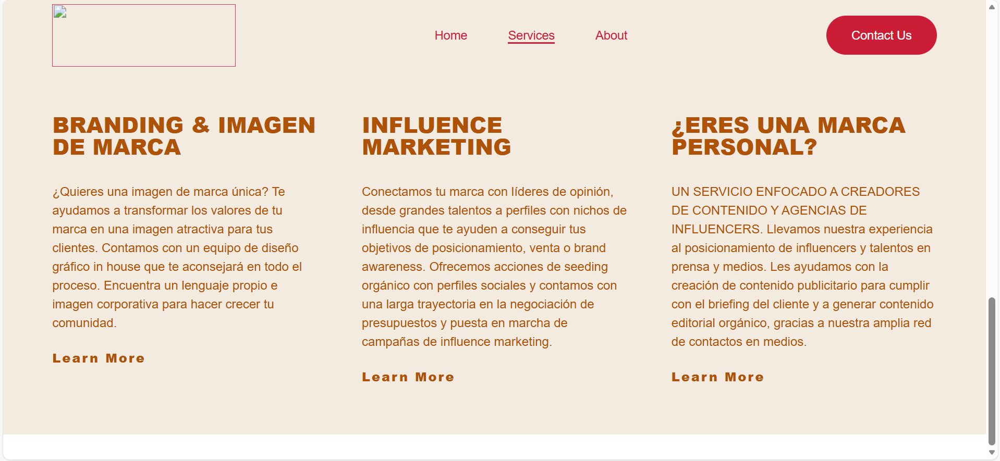 Home
Services
About
Contact Us
BRANDING & IMAGEN
DE MARCA
¿Quieres una imagen de marca única? Te
ayudamos a transformar los valores de tu
marca en una imagen atractiva para tus
clientes. Contamos con un equipo de diseño
gráfico in house que te aconsejará en todo el
proceso. Encuentra un lenguaje propio e
imagen corporativa para hacer crecer tu
comunidad.
Learn More
INFLUENCE
MARKETING
Conectamos tu marca con líderes de opinión,
desde grandes talentos a perfiles con nichos de
influencia que te ayuden a conseguir tus
objetivos de posicionamiento, venta o brand
awareness. Ofrecemos acciones de seeding
orgánico con perfiles sociales y contamos con
una larga trayectoria en la negociación de
presupuestos y puesta en marcha de
campañas de influence marketing.
Learn More
¿ERES UNA MARCA
PERSONAL?
UN SERVICIO ENFOCADO A CREADORES
DE CONTENIDO Y AGENCIAS DE
INFLUENCERS. Llevamos nuestra experiencia
al posicionamiento de influencers y talentos en
prensa y medios. Les ayudamos con la
creación de contenido publicitario para cumplir
con el briefing del cliente y a generar contenido
editorial orgánico, gracias a nuestra amplia red
de contactos en medios.
Learn More